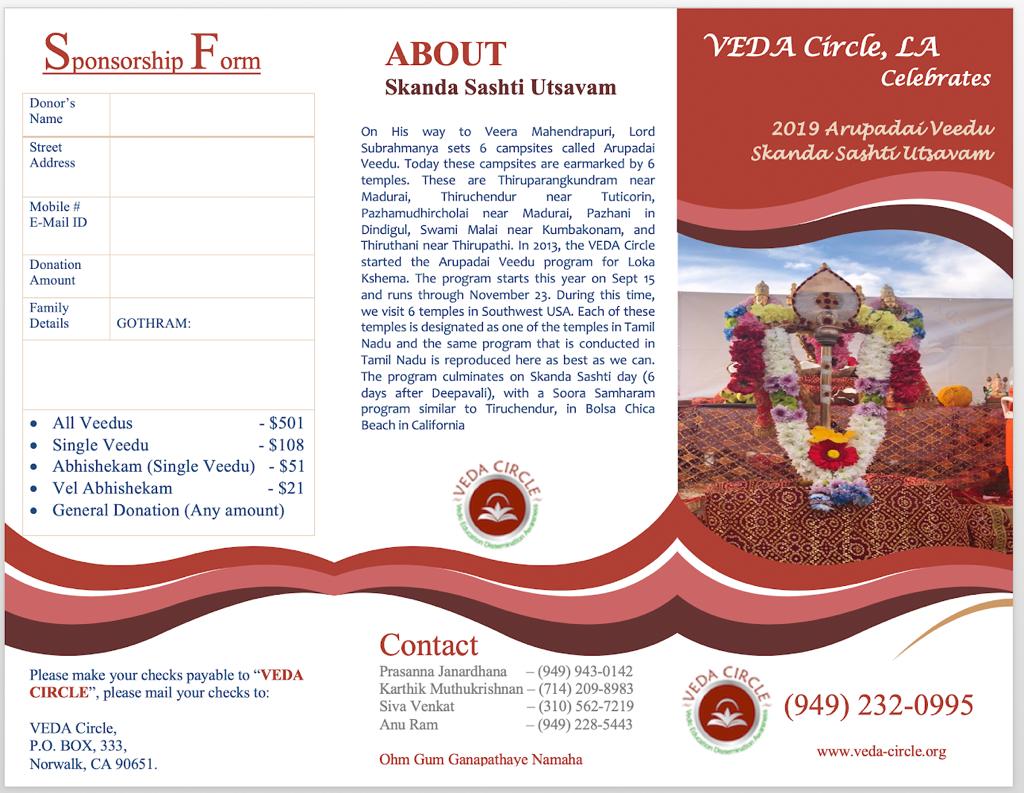 Sponsorship Form
Donor's
Name
Street
Address
Mobile #
E-Mail ID
Donation
Amount
Family
Details
GOTHRAM:
• All Veedus - $501
• Single Veedu - $108
• Abhishekam (Single Veedu) - $51
• Vel Abhishekam - $21
• General Donation (Any amount)
Please make your checks payable to “VEDA
CIRCLE”, please mail your checks to:
VEDA Circle,
P.O. BOX, 333,
Norwalk, CA 90651.
ABOUT
Skanda Sashti Utsavam
On His way to Veera Mahendrapuri, Lord
Subrahmanya sets 6 campsites called Arupadai
Veedu. Today these campsites are earmarked by 6
temples. These are Thiruparangkundram near
Madurai, Thiruchendur near Tuticorin,
Pazhamudhircholai near Madurai, Pazhani in
Dindigul, Swami Malai near Kumbakonam, and
Thiruthani near Thirupathi. In 2013, the VEDA Circle
started the Arupadai Veedu program for Loka
Kshema. The program starts this year on Sept 15
and runs through November 23. During this time,
we visit 6 temples in Southwest USA. Each of these
temples is designated as one of the temples in Tamil
Nadu and the same program that is conducted in
Tamil Nadu is reproduced here as best as we can.
The program culminates on Skanda Sashti day (6
days after Deepavali), with a Soora Samharam
program similar to Tiruchendur, in Bolsa Chica
Beach in California
VEDA CIRCLE
Vedic Education Dissemination Awareness
Contact
Prasanna Janardhana – (949) 943-0142
Karthik Muthukrishnan – (714) 209-8983
Siva Venkat – (310) 562-7219
Anu Ram – (949) 228-5443
Ohm Gum Ganapathaye Namaha
VEDA Circle, LA
Celebrates
2019 Arupadai Veedu
Skanda Sashti Utsavam
VEDA CIRCLE
Vedic Education Dissemination Awareness
(949) 232-0995
www.veda-circle.org